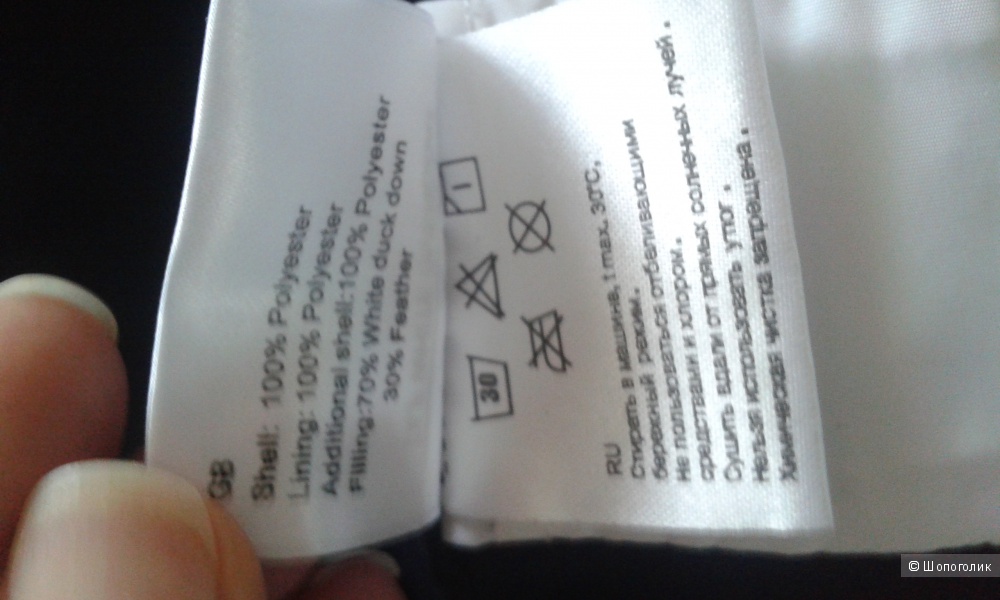 GB
Shell: 100% Polyester
Lining: 100% Polyester
Additional shell:100% Polyester
Filling:70% White duck down
30% Feather
30
RU
Стирать в машине, t max. 30°C,
бережный режим.
Не пользоваться отбеливающими
средствами и хлором.
Сушить вдали от прямых солнечных лучей.
Нельзя использовать утюг.
Химическая чистка запрещена.
© Шопоголик